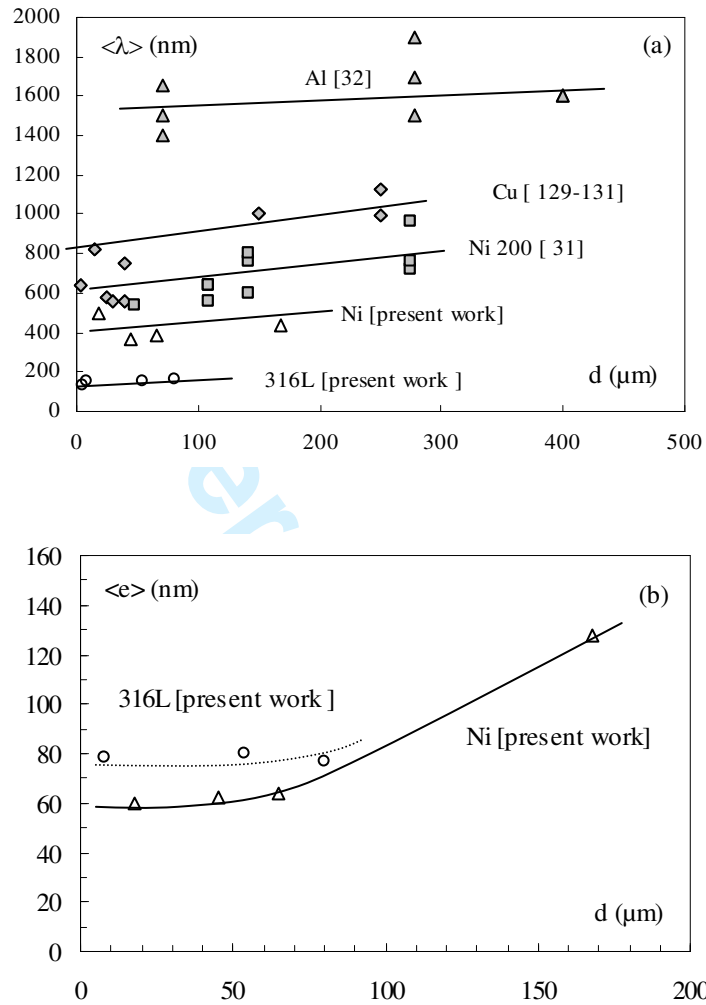 2000
<λ> (nm)
(a)
1800
Al [32]
1600
1400
1200
Cu [ 129-131]
1000
Ni 200 [ 31]
800
600
Ni [present work]
400
200
316L [present work ]
d (µm)
0
0 100 200 300 400 500
er
160
<e> (nm)
(b)
140
120
316L [present work ]
100
Ni [present work]
80
60
40
20
d (µm)
0
0 50 100 150 200